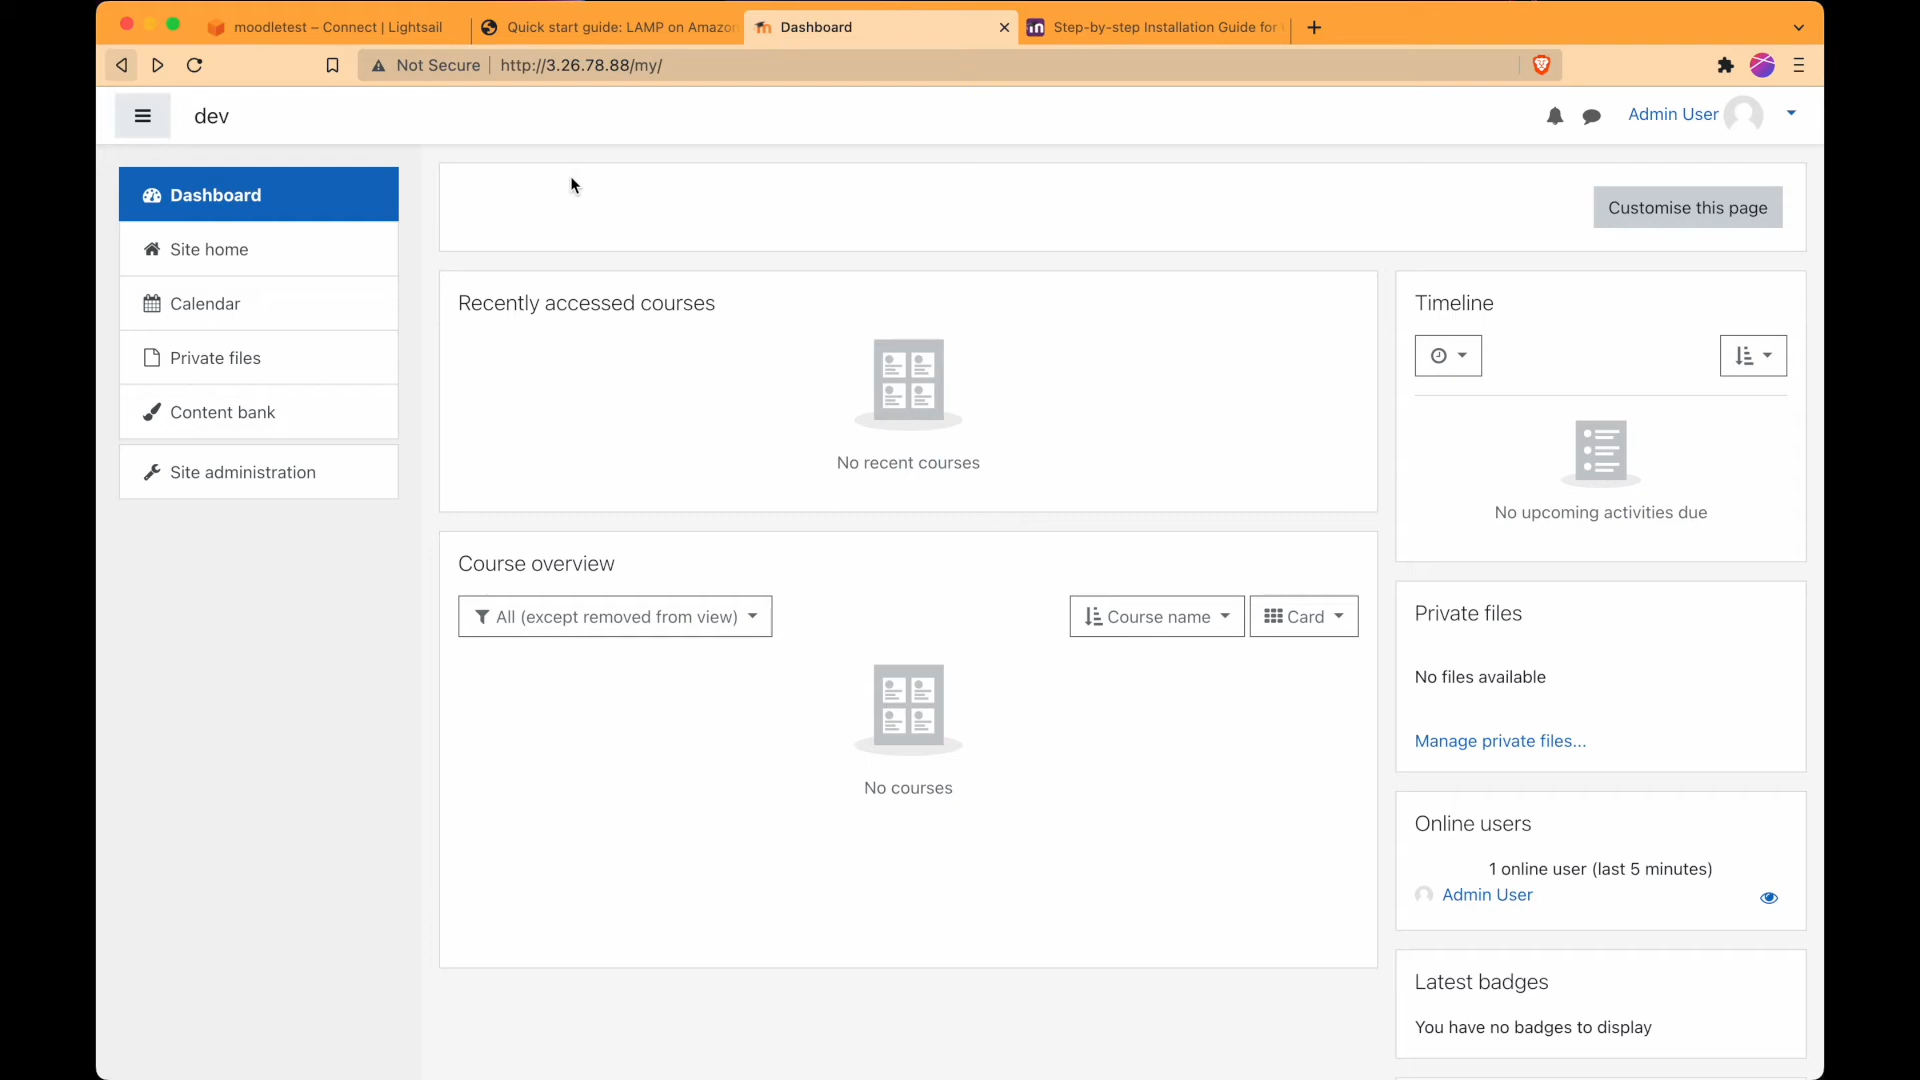 moodletest – Connect | Lightsail
Quick start guide: LAMP on Amazon
Dashboard
Step-by-step Installation Guide for
Not Secure
http://3.26.78.88/my/
dev
Admin User
Dashboard
Site home
Calendar
Private files
Content bank
Site administration
Customise this page
Recently accessed courses
No recent courses
Course overview
All (except removed from view)
Course name
Card
No courses
Timeline
No upcoming activities due
Private files
No files available
Manage private files...
Online users
1 online user (last 5 minutes)
Admin User
Latest badges
You have no badges to display